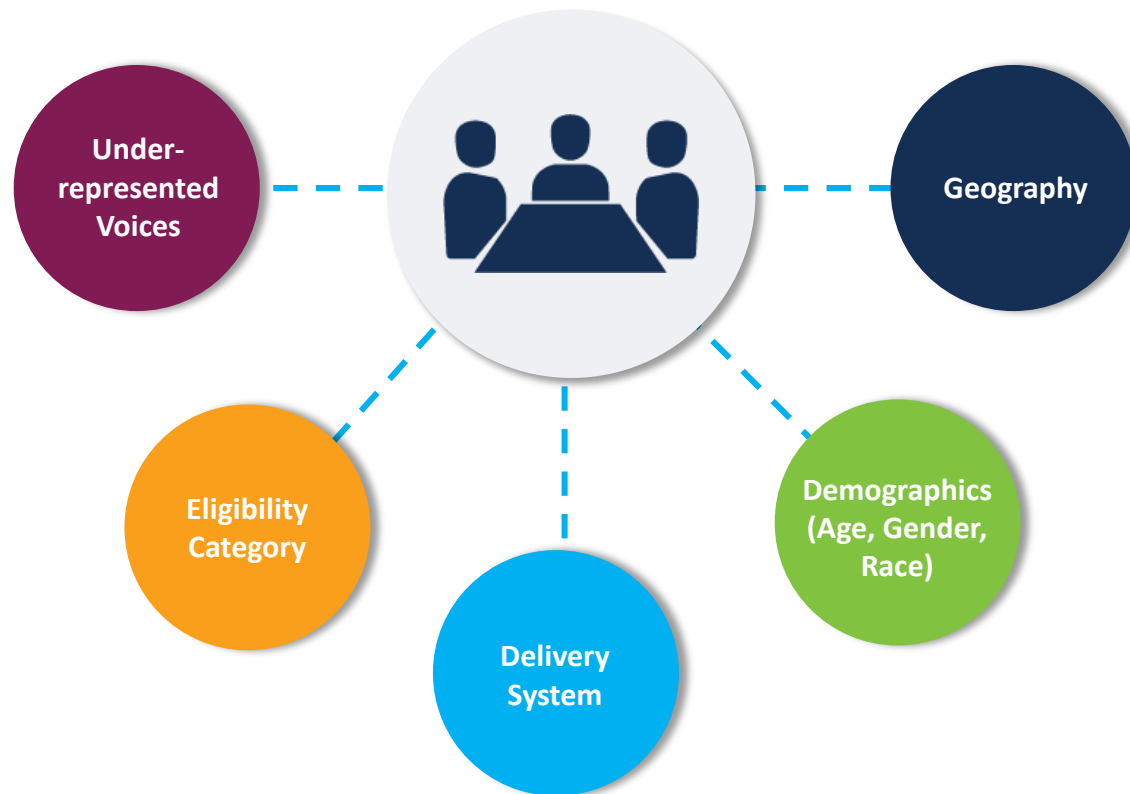 Under-
represented
Voices
Geography
Eligibility
Category
Demographics
(Age, Gender,
Race)
Delivery
System